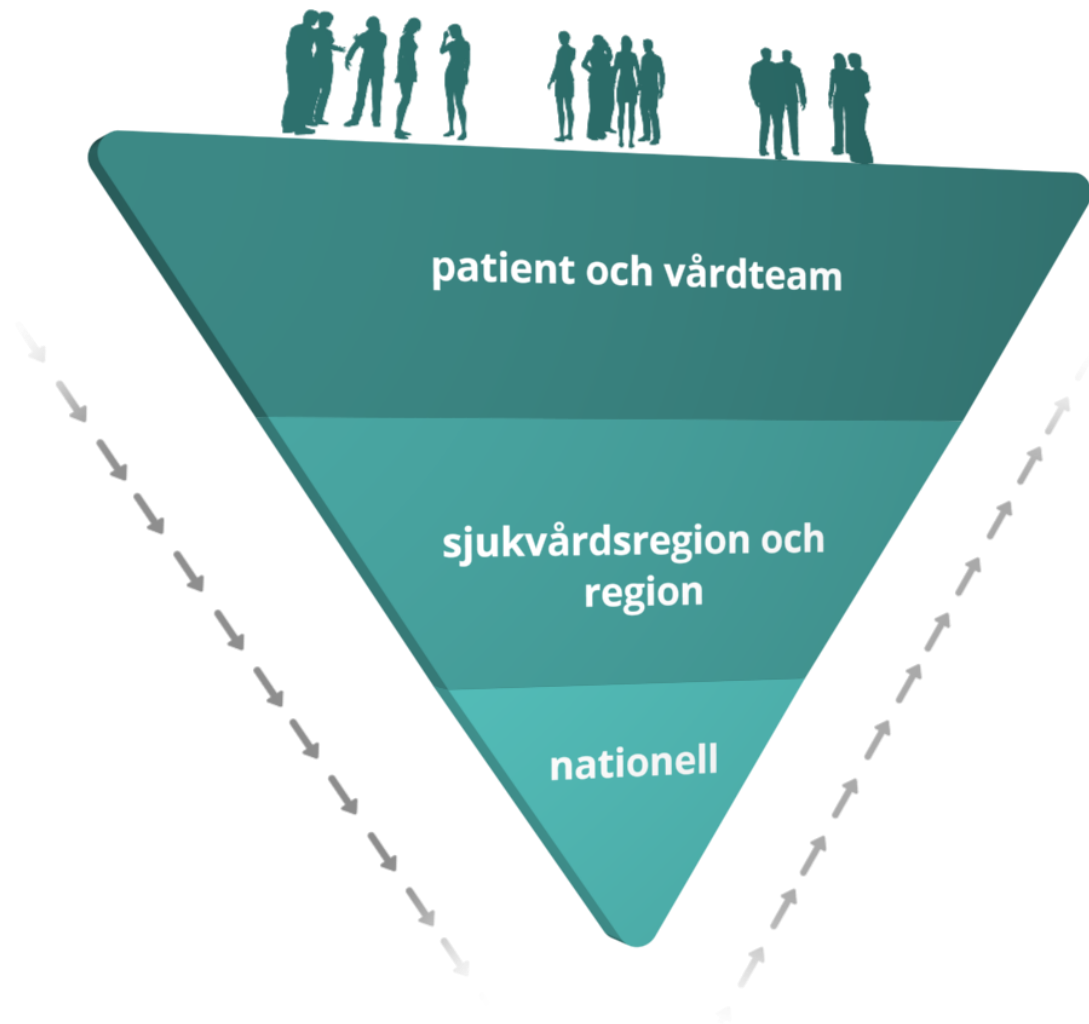 patient och vårdteam
sjukvårdsregion och
region
nationell